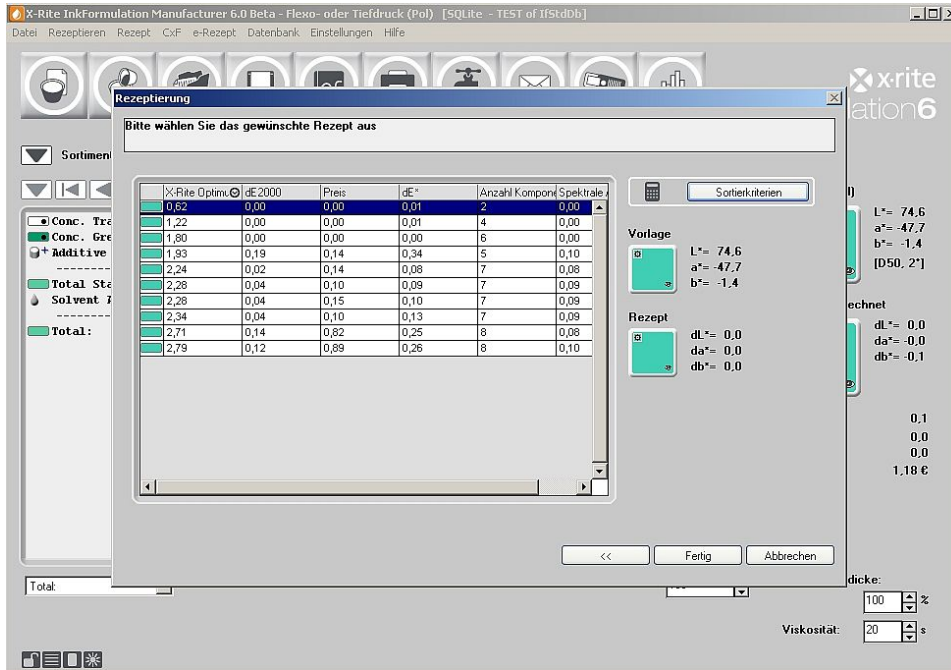 X-Rite InkFormulation Manufacturer 6.0 Beta - Flexo- oder Tiefdruck (Pol) [SQLite - TEST of IfStdDb]
Datei Rezeptieren Rezept CxF e-Rezept Datenbank Einstellungen Hilfe
x·rite
ation6
Rezeptierung
Bitte wählen Sie das gewünschte Rezept aus
Sortiment
X-Rite Optimu dE2000 Preis dE* Anzahl Kompone Spektrale
0,62 0,00 0,00 0,01 2 0,00
1,22 0,00 0,00 0,01 4 0,00
1,80 0,00 0,00 0,00 6 0,00
1,93 0,19 0,14 0,34 5 0,10
2,24 0,02 0,14 0,08 7 0,08
2,28 0,04 0,10 0,09 7 0,09
2,28 0,04 0,15 0,10 7 0,09
2,34 0,04 0,10 0,13 7 0,09
2,71 0,14 0,82 0,25 8 0,08
2,79 0,12 0,89 0,26 8 0,10
Sortierkriterien
Vorlage
L*= 74,6
a*= -47,7
b*= -1,4
Rezept
dL*= 0,0
da*= 0,0
db*= 0,0
<< Fertig Abbrechen
Conc. Tra
Conc. Gre
Additive
Total Sta
Solvent
Total:
L*= 74,6
a*= -47,7
b*= -1,4
[D50, 2°]
echnet
dL*= 0,0
da*= -0,0
db*= -0,1
0,1
0,0
0,0
1,18 €
Total:
dicke:
100 %
Viskosität: 20 s